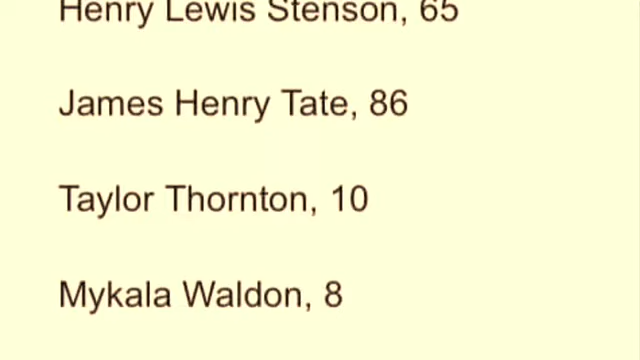 Henry Lewis Stenson, 65
James Henry Tate, 86
Taylor Thornton, 10
Mykala Waldon, 8